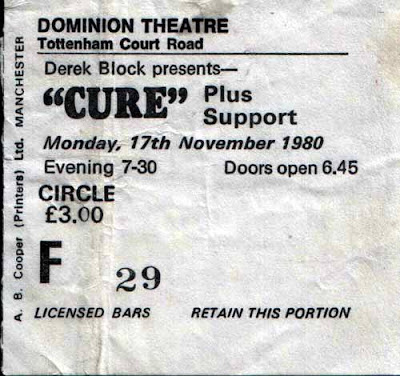 DOMINION THEATRE
Tottenham Court Road
Derek Block presents—
"CURE" Plus
Support
Monday, 17th November 1980
Evening 7-30 Doors open 6.45
CIRCLE
£3.00
F 29
LICENSED BARS RETAIN THIS PORTION
A. B. Cooper (Printers) Ltd. MANCHESTER